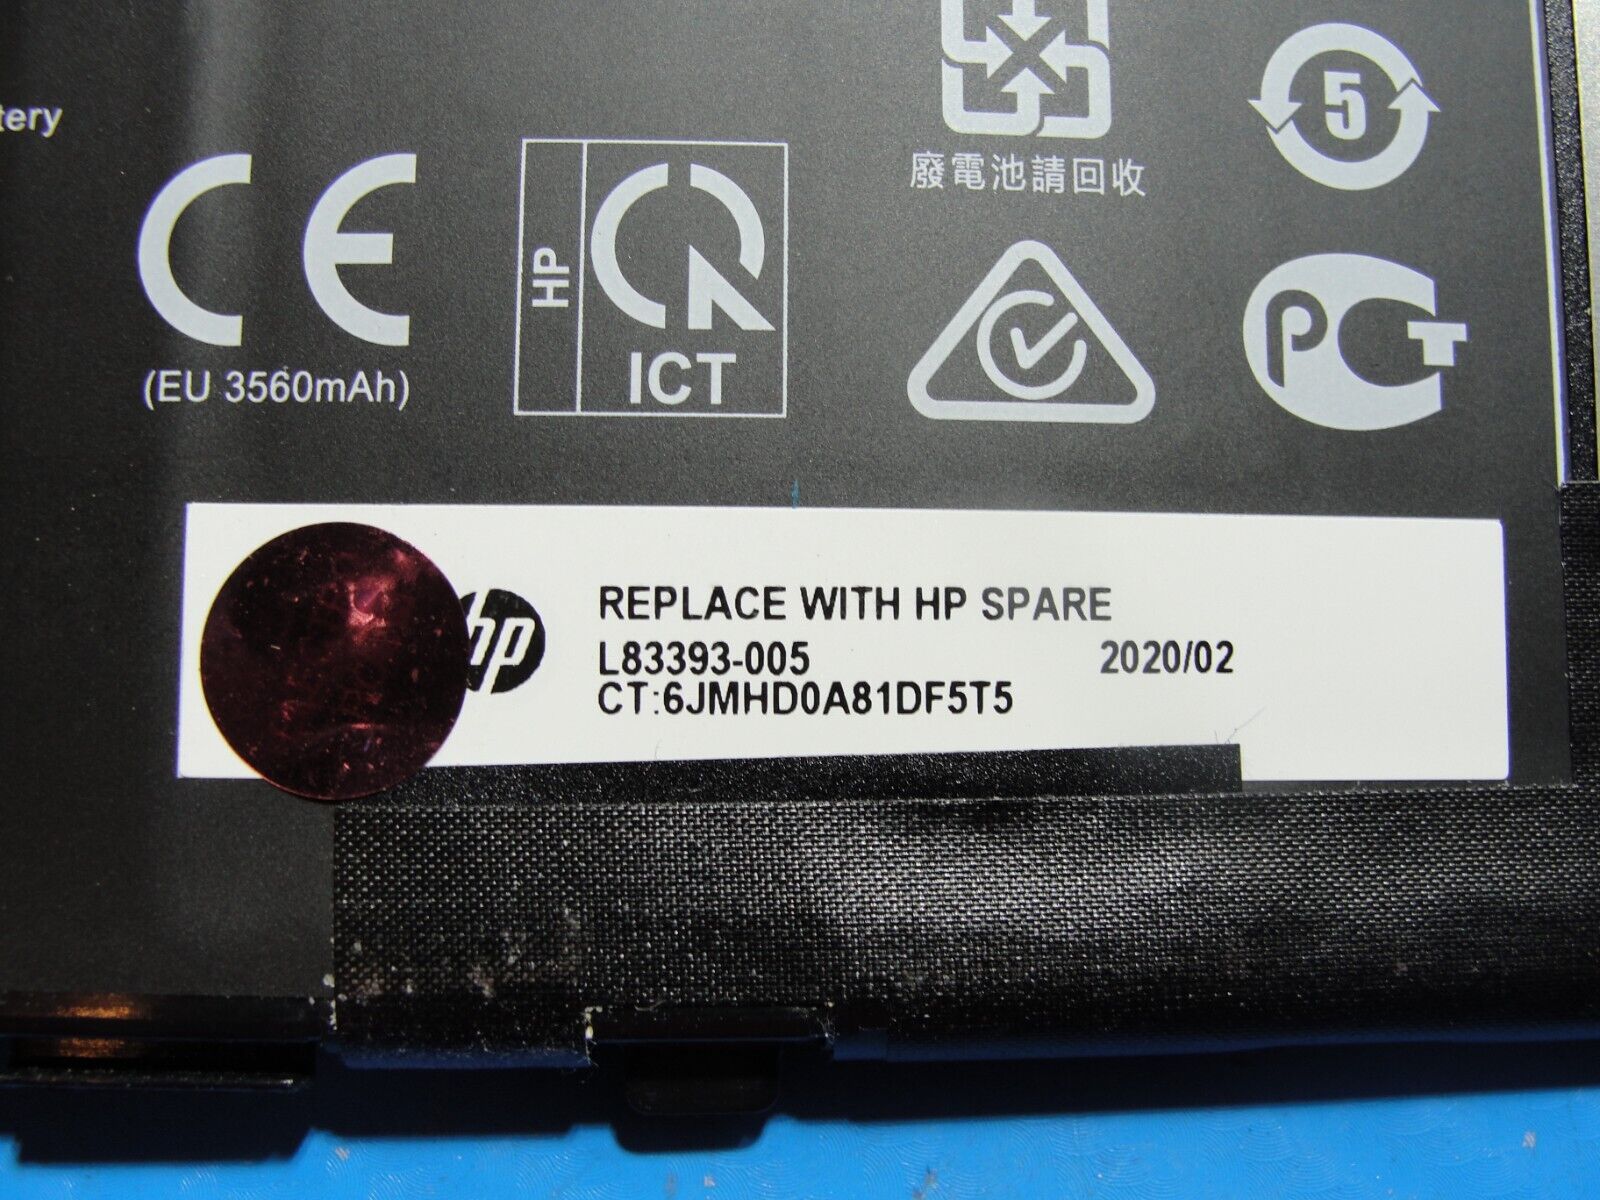 5
廢電池請回收
CE
HP
ICT
PCT
(EU 3560mAh)
hp
REPLACE WITH HP SPARE
L83393-005 2020/02
CT:6JMHD0A81DF5T5